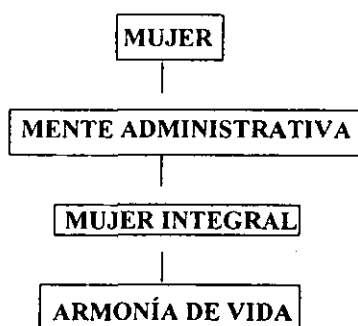 MUJER
MENTE ADMINISTRATIVA
MUJER INTEGRAL
ARMONÍA DE VIDA